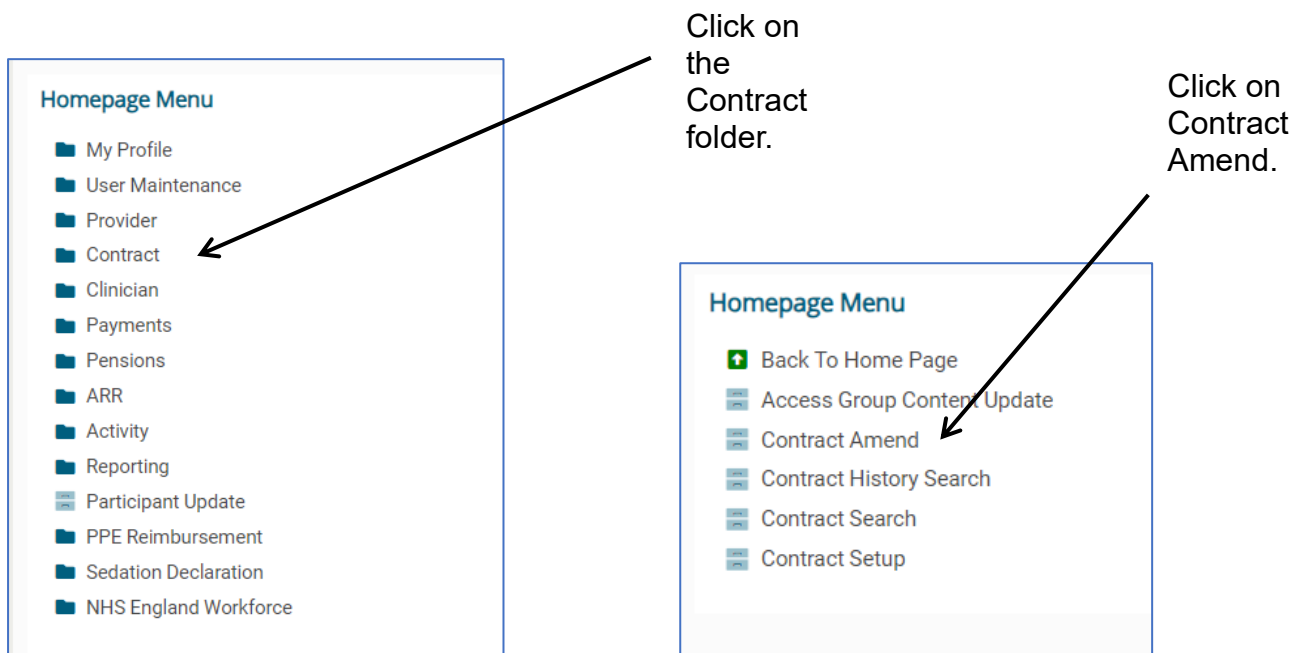 Click on
the
Contract
folder.
Click on
Contract
Amend.
Homepage Menu
My Profile
User Maintenance
Provider
Contract
Clinician
Payments
Pensions
ARR
Activity
Reporting
Participant Update
PPE Reimbursement
Sedation Declaration
NHS England Workforce
Homepage Menu
Back To Home Page
Access Group Content Update
Contract Amend
Contract History Search
Contract Search
Contract Setup